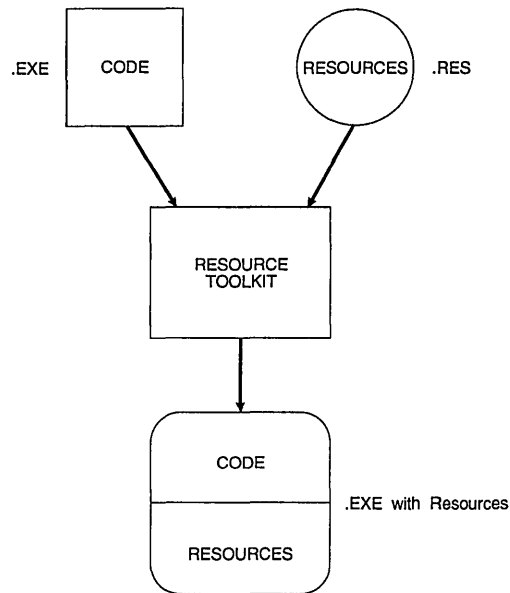 .EXE
CODE
RESOURCES
.RES
RESOURCE
TOOLKIT
CODE
.EXE with Resources
RESOURCES